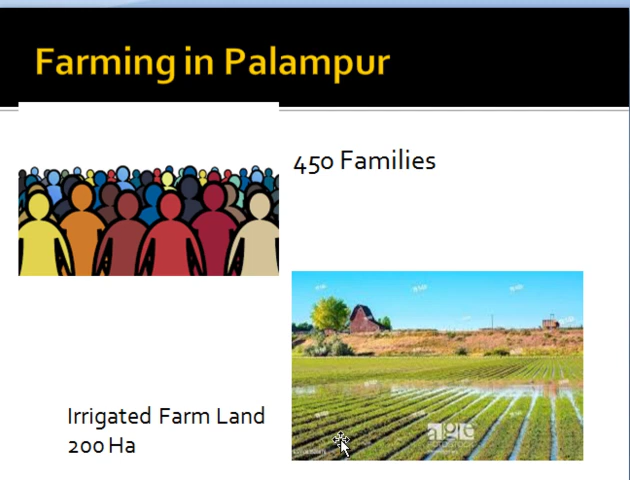 Farming in Palampur
450 Families
Irrigated Farm Land
200 Ha